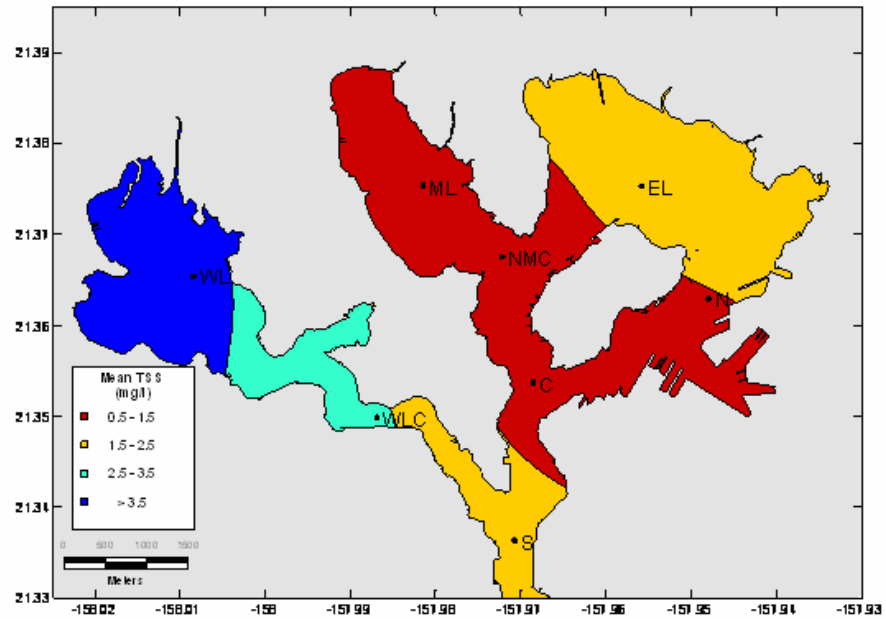 21.39
21.38
ML
EL
21.37
NMC
WL
N
21.36
C
Mean TSS
(mg/l)
0.5 - 1.5
1.5 - 2.5
2.5 - 3.5
> 3.5
21.35
WLC
21.34
S
0 500 1000 1500
Meters
21.33
-158.02 -158.01 -158 -157.99 -157.98 -157.97 -157.96 -157.95 -157.94 -157.93